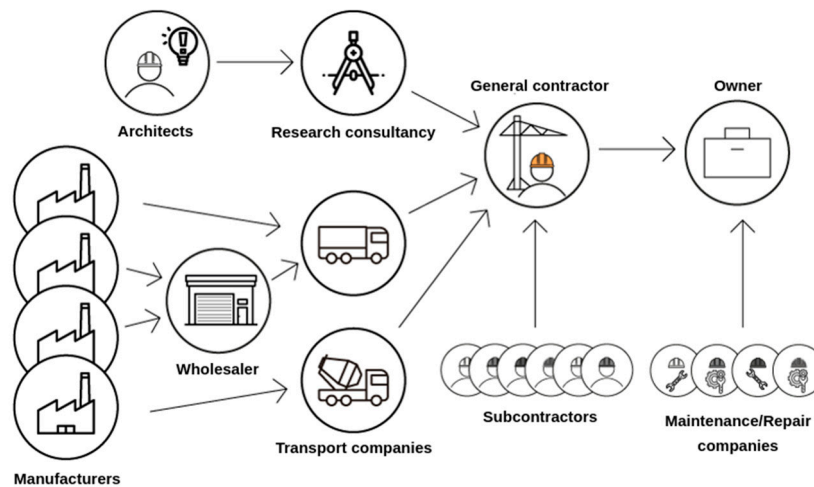 General contractor
Owner
Architects
Research consultancy
Wholesaler
Subcontractors
Maintenance/Repair
companies
Transport companies
Manufacturers